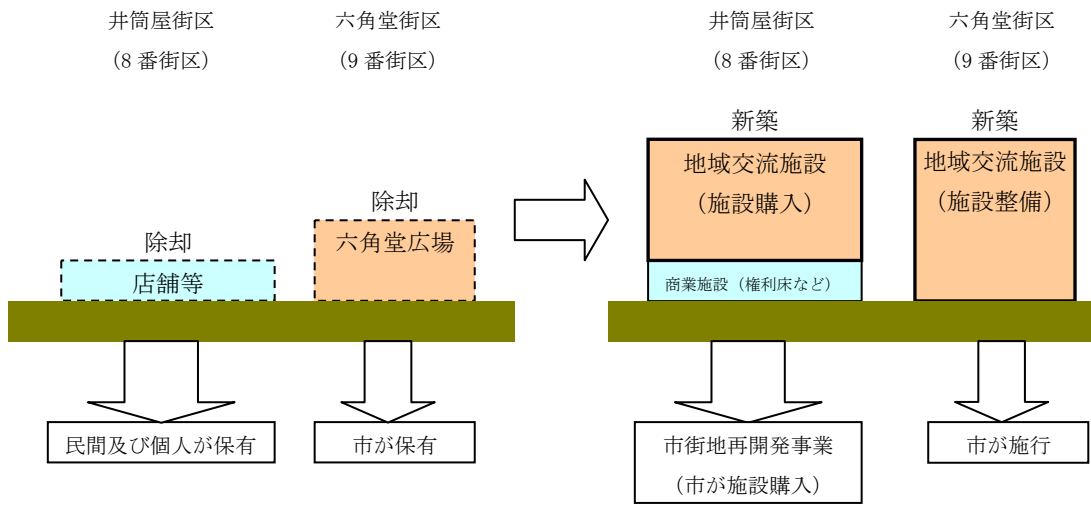 井筒屋街区
(8 番街区)
六角堂街区
(9 番街区)
除却
店舗等
除却
六角堂広場
民間及び個人が保有
市が保有
井筒屋街区
(8 番街区)
六角堂街区
(9 番街区)
新築
地域交流施設
(施設購入)
商業施設(権利床など)
新築
地域交流施設
(施設整備)
市街地再開発事業
(市が施設購入)
市が施行